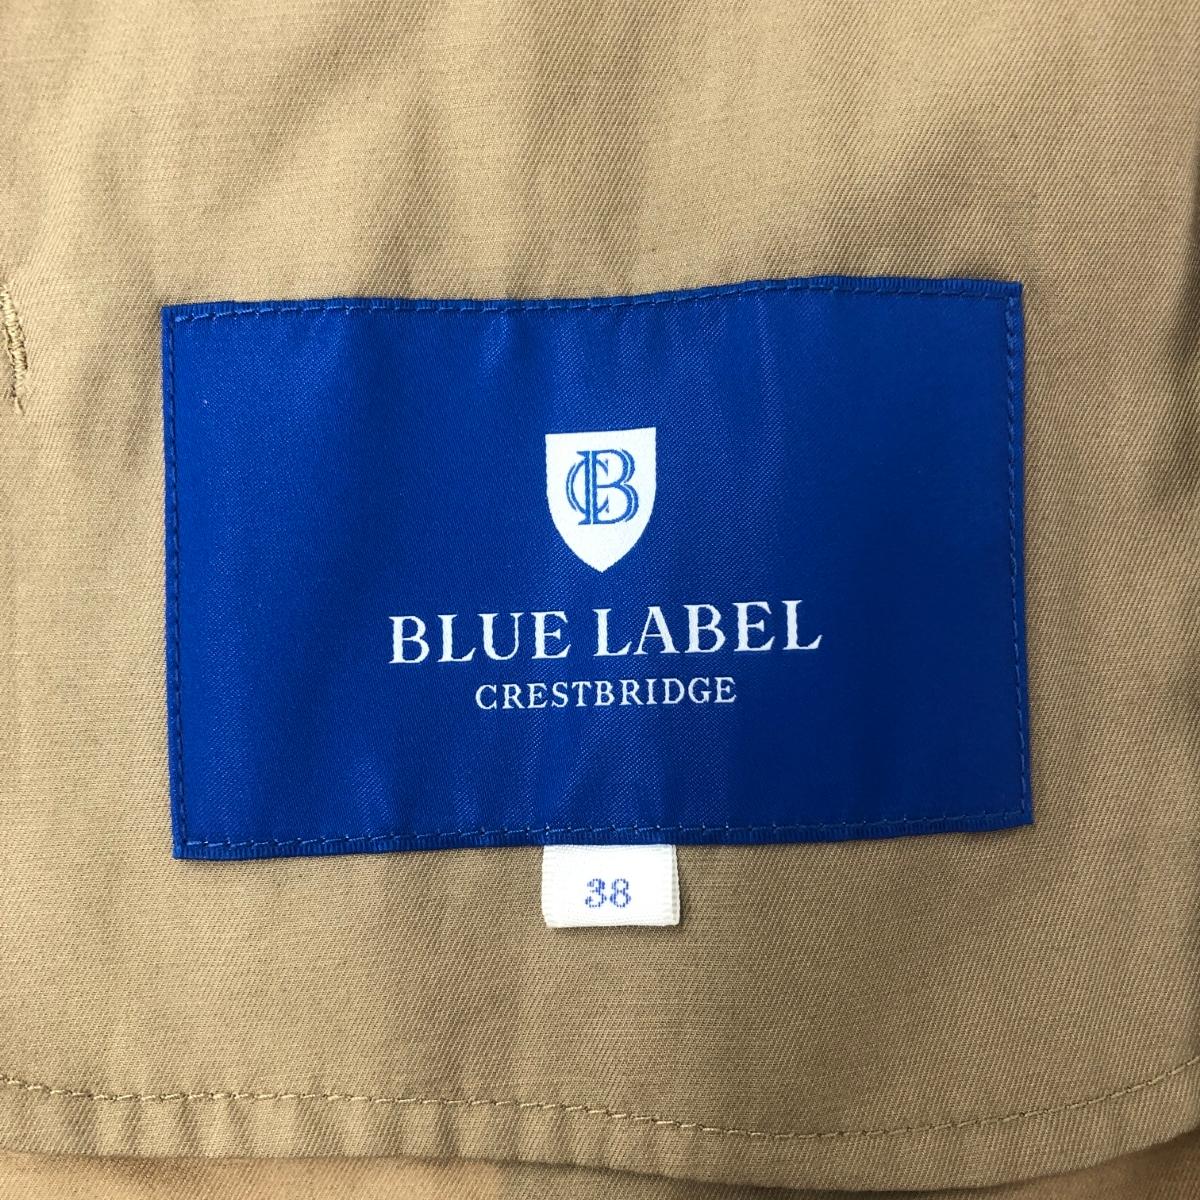 CB
BLUE LABEL
CRESTBRIDGE
38